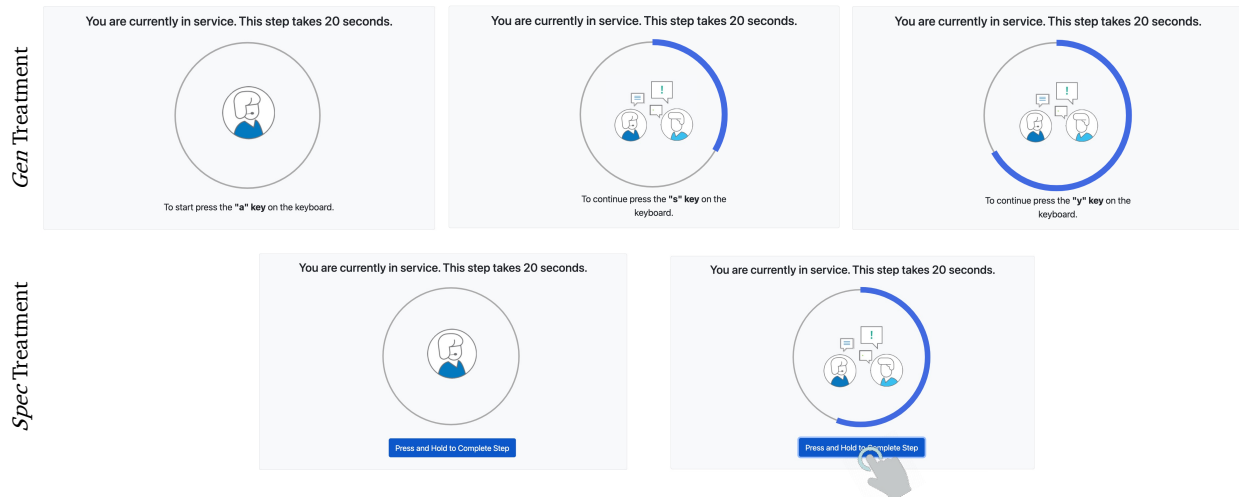 Gen Treatment
You are currently in service. This step takes 20 seconds.
To start press the "a" key on the keyboard.
You are currently in service. This step takes 20 seconds.
!
To continue press the "s" key on the
keyboard.
You are currently in service. This step takes 20 seconds.
!
To continue press the "y" key on the
keyboard.
Spec Treatment
You are currently in service. This step takes 20 seconds.
Press and Hold to Complete Step
You are currently in service. This step takes 20 seconds.
!
Press and Hold to Complete Step